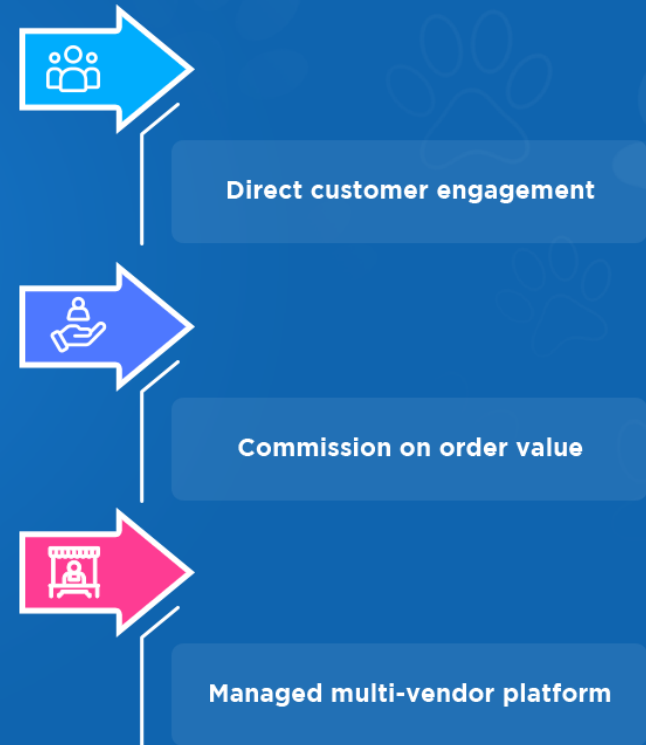 Direct customer engagement
Commission on order value
Managed multi-vendor platform